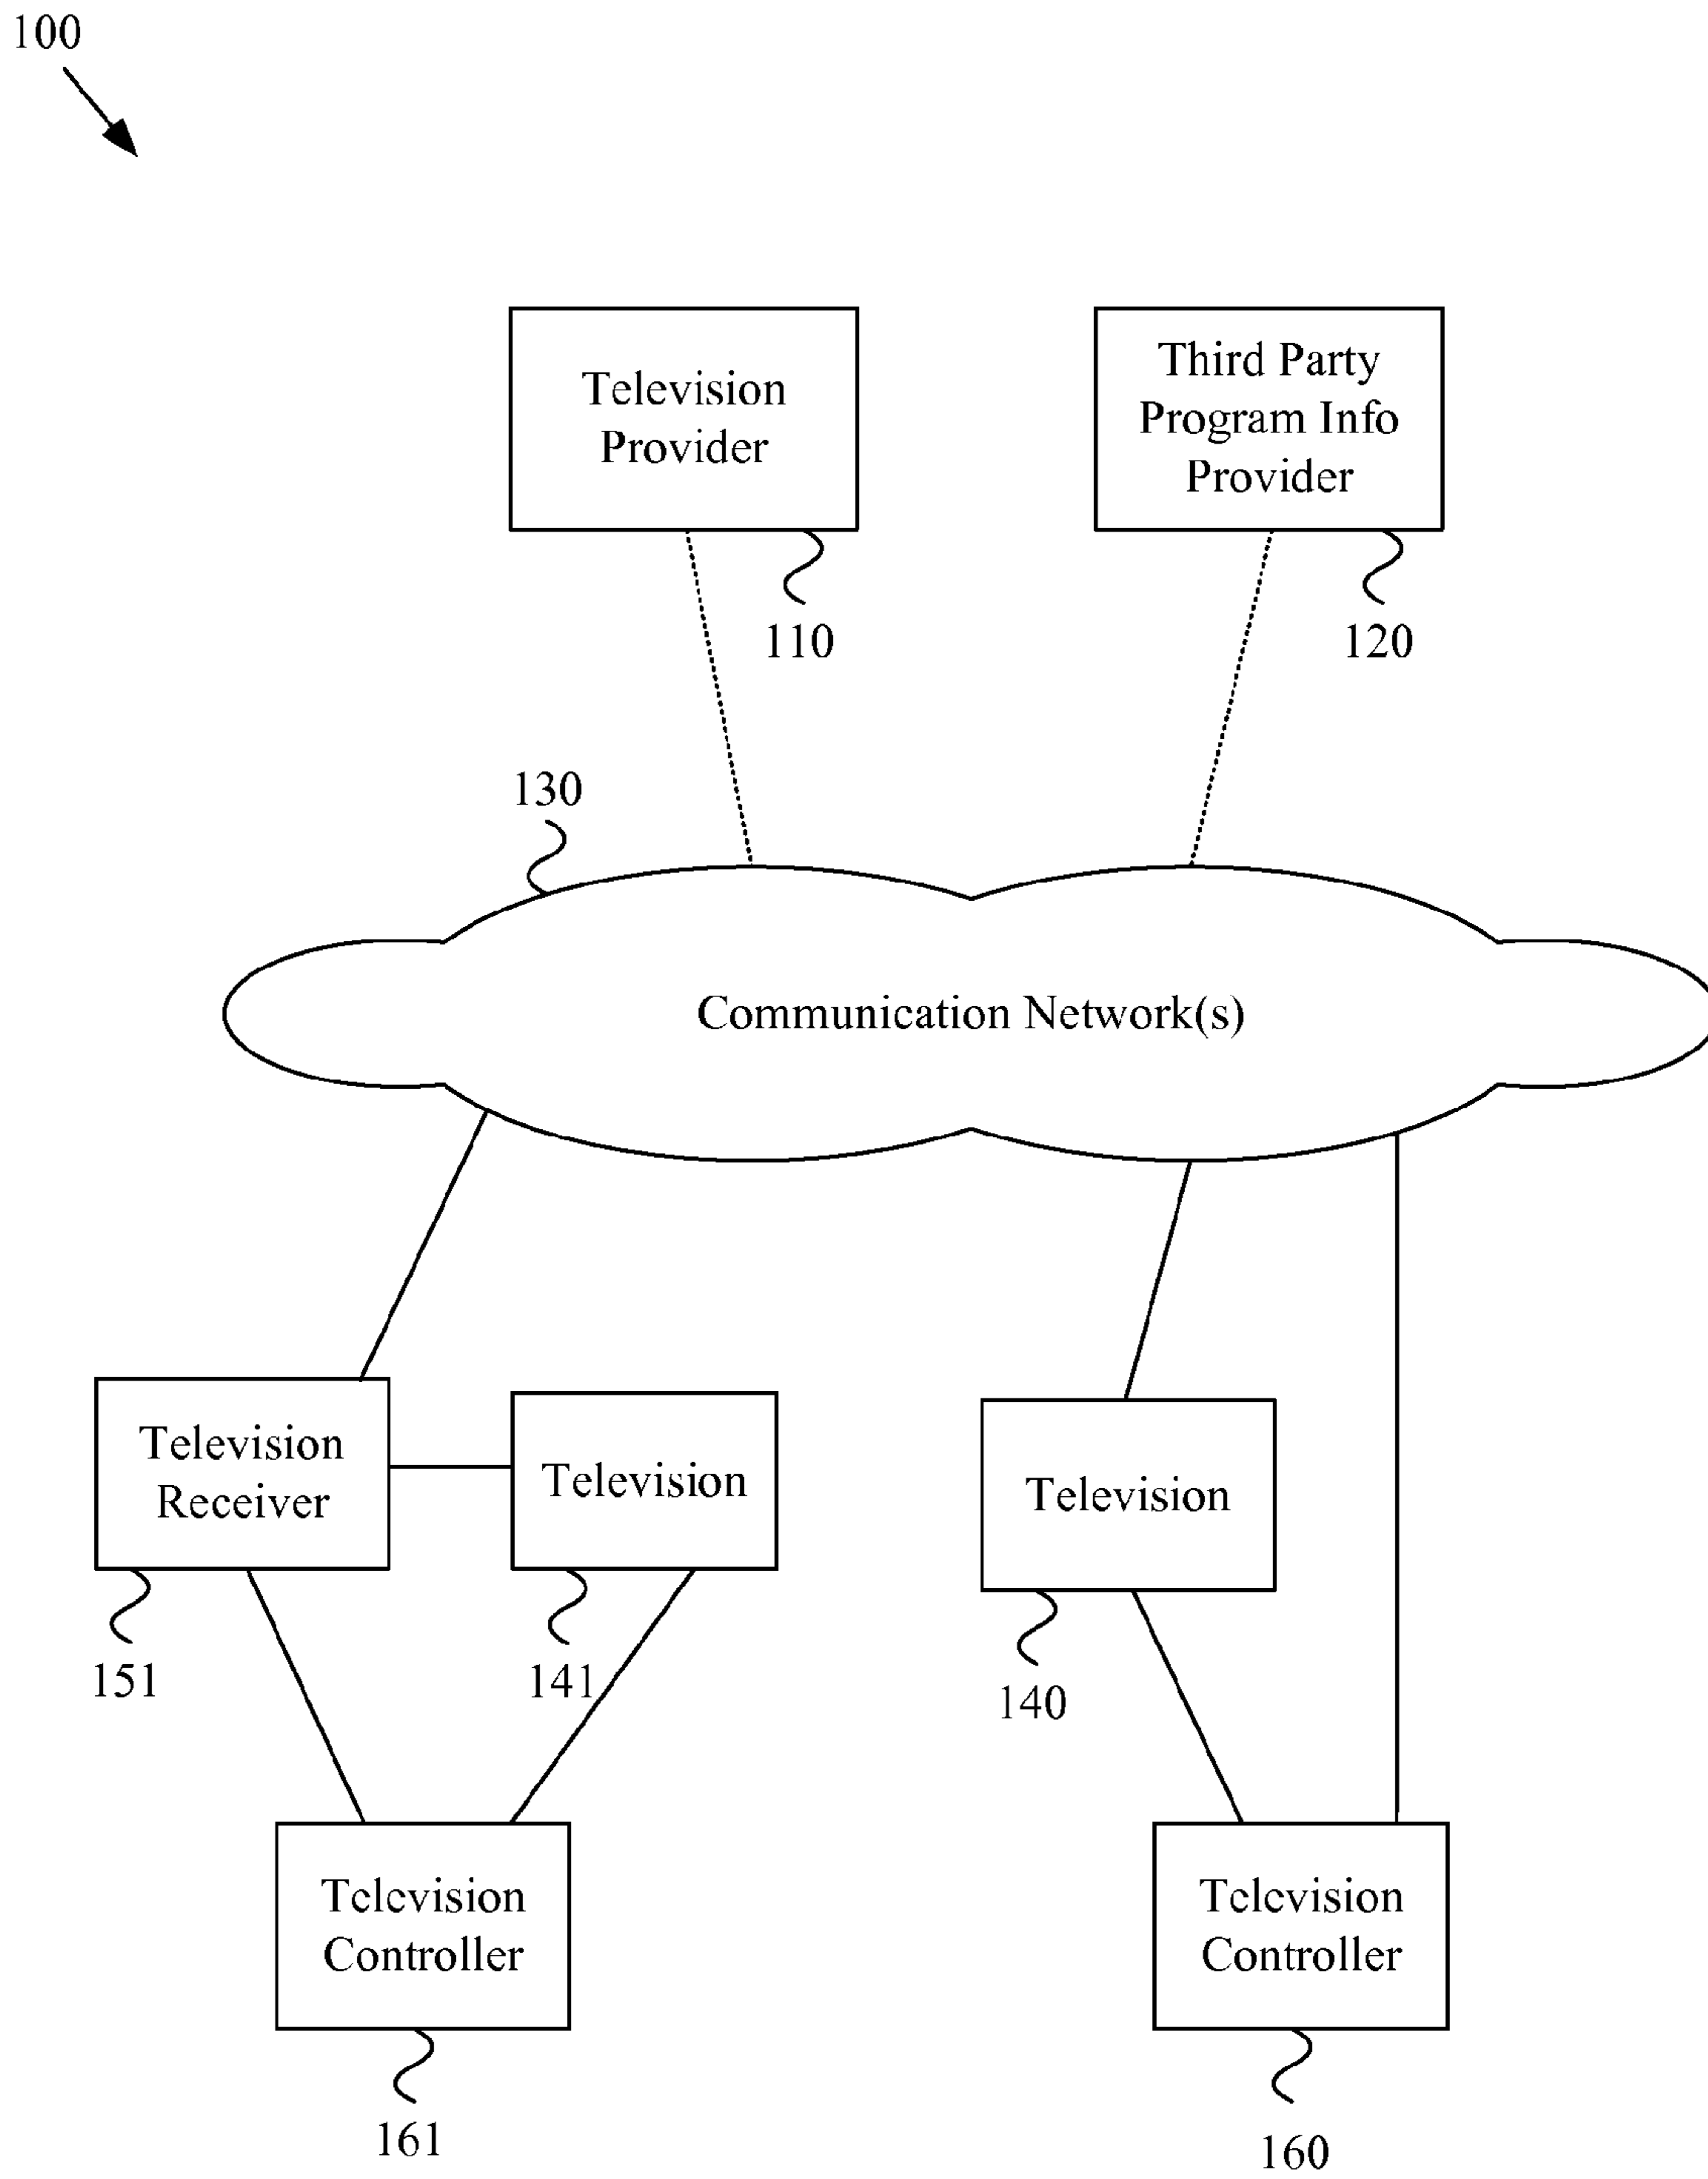 100
Television
Provider
Third Party
Program Info
Provider
110
120
130
Communication Network(s)
Television
Receiver
Television
Television
151
141
140
Television
Controller
Television
Controller
161
160